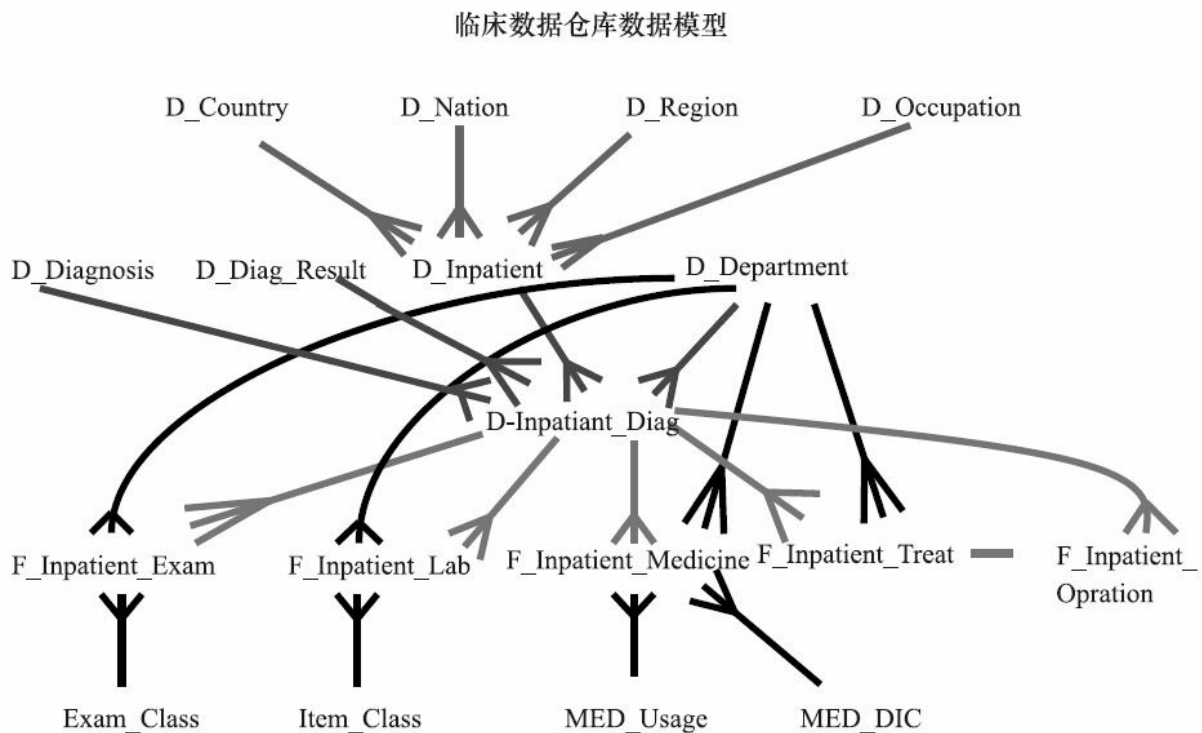 临床数据仓库数据模型
D_Country
D_Nation
D_Region
D_Occupation
D_Diagnosis
D_Diag_Result
D_Inpatient
D_Department
D-Inpatiant_Diag
F_Inpatient_Exam
F_Inpatient_Lab
F_Inpatient_Medicine
F_Inpatient_Treat
F_Inpatient_
Opration
Exam_Class
Item_Class
MED_Usage
MED_DIC